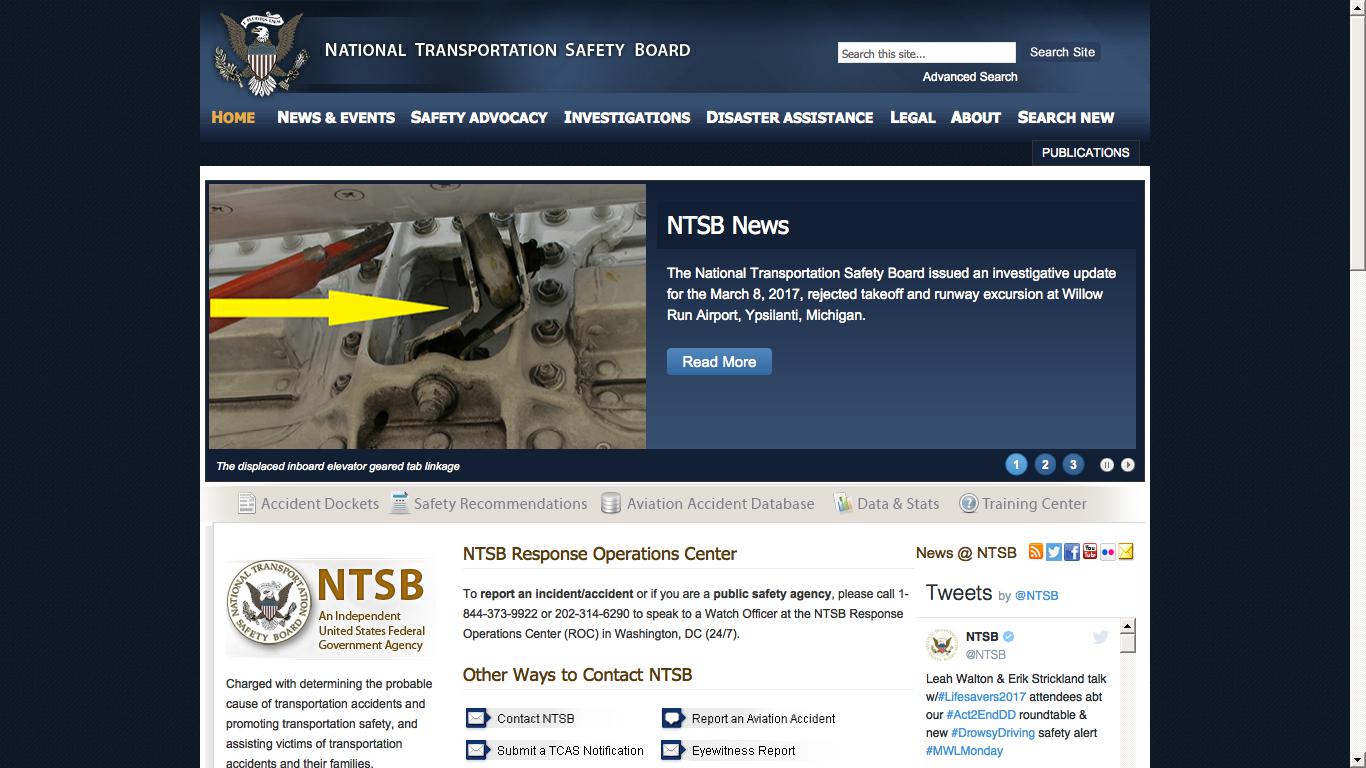 NATIONAL TRANSPORTATION SAFETY BOARD
Search this site...
Search Site
Advanced Search
HOME NEWS & EVENTS SAFETY ADVOCACY INVESTIGATIONS DISASTER ASSISTANCE LEGAL ABOUT SEARCH NEW
PUBLICATIONS
NTSB News
The National Transportation Safety Board issued an investigative update
for the March 8, 2017, rejected takeoff and runway excursion at Willow
Run Airport, Ypsilanti, Michigan.
Read More
The displaced inboard elevator geared tab linkage
1 2 3
Accident Dockets Safety Recommendations Aviation Accident Database Data & Stats Training Center
NATIONAL TRANSPORTATION SAFETY BOARD
NTSB
An Independent
United States Federal
Government Agency
Charged with determining the probable
cause of transportation accidents and
promoting transportation safety, and
assisting victims of transportation
accidents and their families.
NTSB Response Operations Center
To report an incident/accident or if you are a public safety agency, please call 1-
844-373-9922 or 202-314-6290 to speak to a Watch Officer at the NTSB Response
Operations Center (ROC) in Washington, DC (24/7).
Other Ways to Contact NTSB
Contact NTSB
Report an Aviation Accident
Submit a TCAS Notification
Eyewitness Report
News @ NTSB
You Tube
Tweets by @NTSB
NTSB
@NTSB
Leah Walton & Erik Strickland talk
w/#Lifesavers2017 attendees abt
our #Act2EndDD roundtable &
new #DrowsyDriving safety alert
#MWLMonday